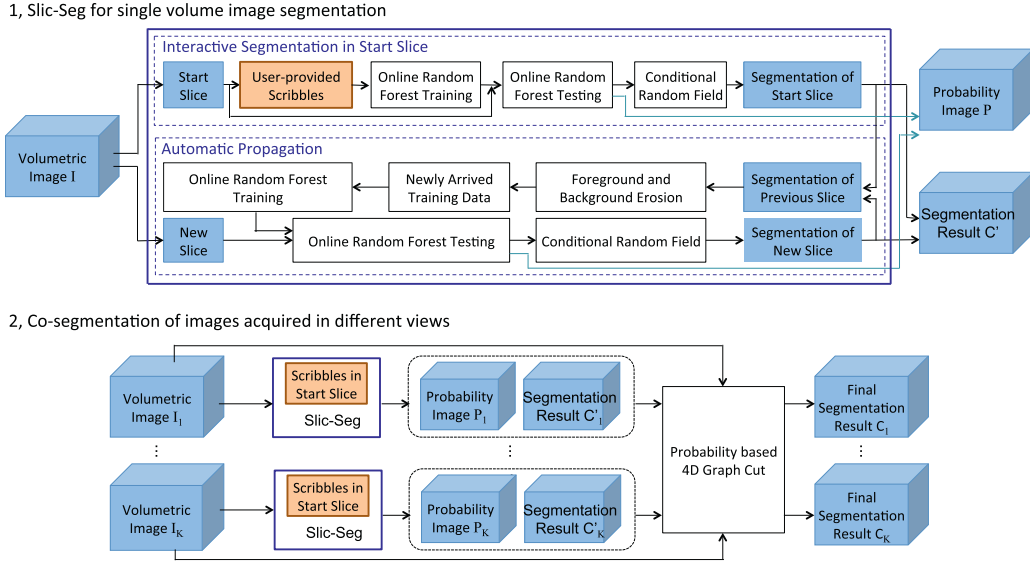 1, Slic-Seg for single volume image segmentation
Interactive Segmentation in Start Slice
Start
Slice
User-provided
Scribbles
Online Random
Forest Training
Online Random
Forest Testing
Conditional
Random Field
Segmentation of
Start Slice
Probability
Image P
Volumetric
Image I
Automatic Propagation
Online Random Forest
Training
Newly Arrived
Training Data
Foreground and
Background Erosion
Segmentation of
Previous Slice
New
Slice
Online Random Forest Testing
Conditional Random Field
Segmentation of
New Slice
Segmentation
Result C’
2, Co-segmentation of images acquired in different views
Volumetric
Image I1
Scribbles in
Start Slice
Slic-Seg
Probability
Image P1
Segmentation
Result C’1
Probability based
4D Graph Cut
Final
Segmentation
Result C1
⋮
⋮
⋮
Volumetric
Image IK
Scribbles in
Start Slice
Slic-Seg
Probability
Image PK
Segmentation
Result C’K
Final
Segmentation
Result CK